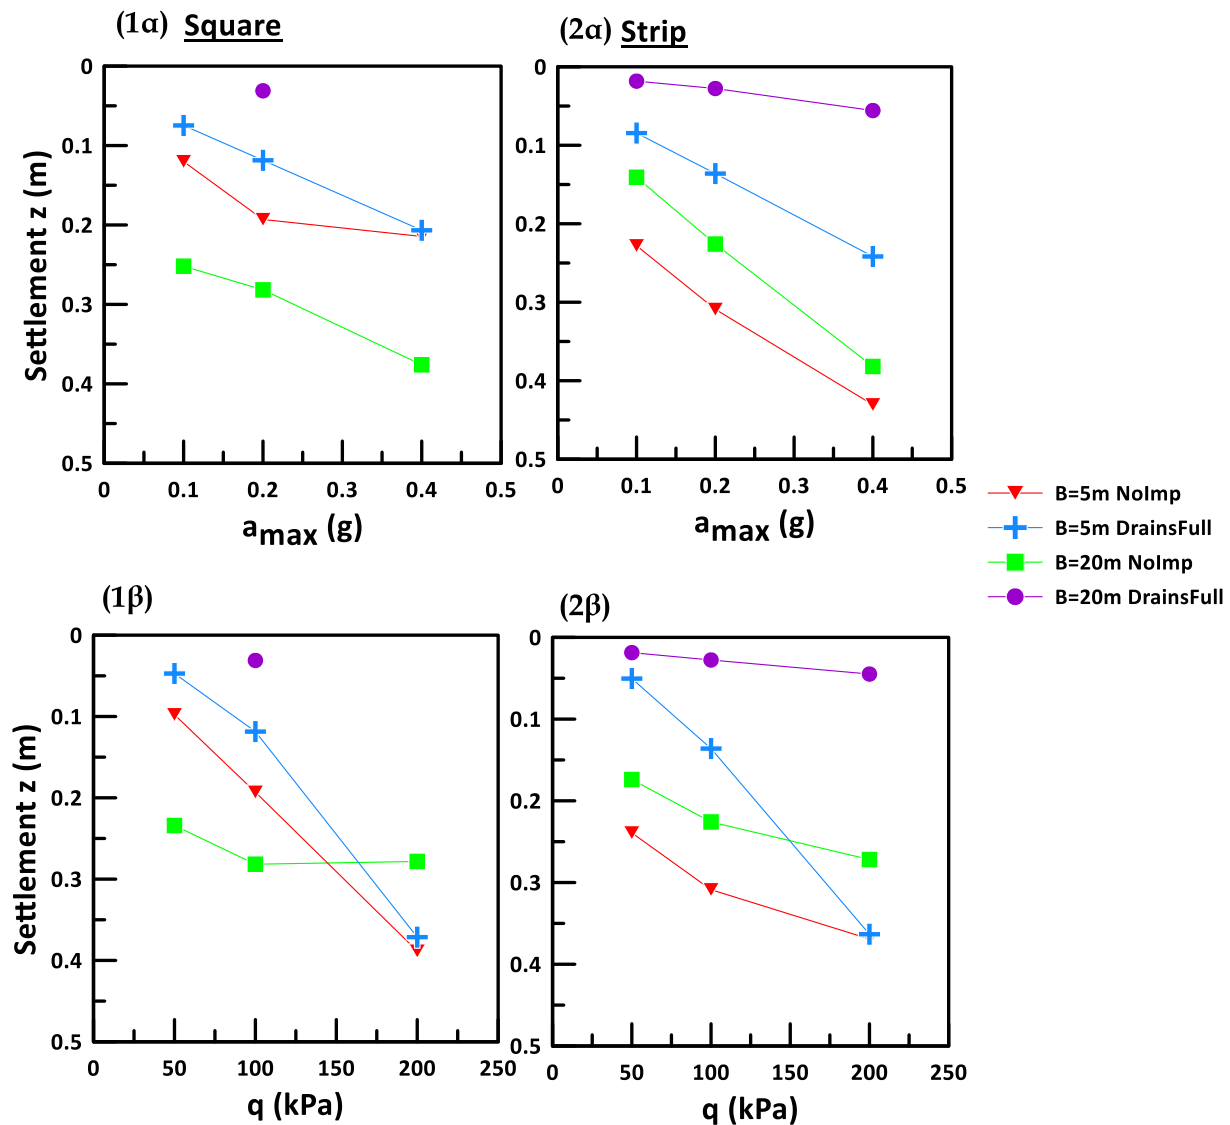 (1α) Square
0
0.1
0.2
0.3
0.4
0.5
Settlement z (m)
0 0.1 0.2 0.3 0.4 0.5
amax (g)
(2α) Strip
0
0.1
0.2
0.3
0.4
0.5
0 0.1 0.2 0.3 0.4 0.5
amax (g)
B=5m NoImp
B=5m DrainsFull
B=20m NoImp
B=20m DrainsFull
(1β)
0
0.1
0.2
0.3
0.4
0.5
Settlement z (m)
0 50 100 150 200 250
q (kPa)
(2β)
0
0.1
0.2
0.3
0.4
0.5
0 50 100 150 200 250
q (kPa)